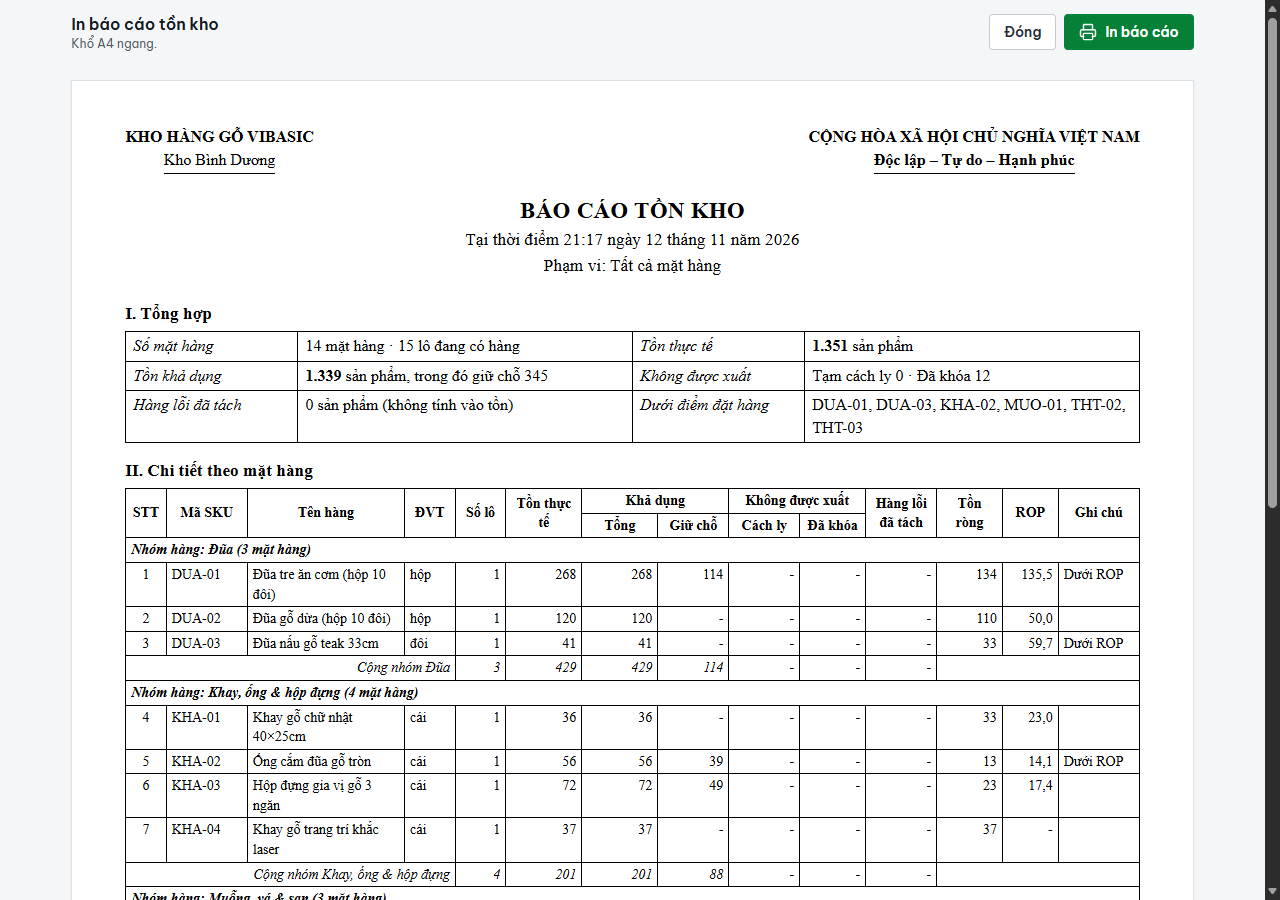 In báo cáo tồn kho
Khổ A4 ngang.
Đóng
In báo cáo
KHO HÀNG GỖ VIBASIC
Kho Bình Dương
CỘNG HÒA XÃ HỘI CHỦ NGHĨA VIỆT NAM
Độc lập – Tự do – Hạnh phúc
BÁO CÁO TỒN KHO
Tại thời điểm 21:17 ngày 12 tháng 11 năm 2026
Phạm vi: Tất cả mặt hàng
I. Tổng hợp
Số mặt hàng 14 mặt hàng · 15 lô đang có hàng Tồn thực tế 1.351 sản phẩm
Tồn khả dụng 1.339 sản phẩm, trong đó giữ chỗ 345 Không được xuất Tạm cách ly 0 · Đã khóa 12
Hàng lỗi đã tách 0 sản phẩm (không tính vào tồn) Dưới điểm đặt hàng DUA-01, DUA-03, KHA-02, MUO-01, THT-02,
THT-03
II. Chi tiết theo mặt hàng
STT Mã SKU Tên hàng ĐVT Số lô Tồn thực tế Khả dụng Không được xuất Hàng lỗi đã tách Tồn ròng ROP Ghi chú
Tổng Giữ chỗ Cách ly Đã khóa
Nhóm hàng: Đũa (3 mặt hàng)
1 DUA-01 Đũa tre ăn cơm (hộp 10 hộp 1 268 268 114 - - - 134 135,5 Dưới ROP
đôi)
2 DUA-02 Đũa gỗ dừa (hộp 10 đôi) hộp 1 120 120 - - - - 110 50,0
3 DUA-03 Đũa nấu gỗ teak 33cm đôi 1 41 41 - - - - 33 59,7 Dưới ROP
Cộng nhóm Đũa 3 429 429 114 - - -
Nhóm hàng: Khay, ống & hộp đựng (4 mặt hàng)
4 KHA-01 Khay gỗ chữ nhật cái 1 36 36 - - - - 33 23,0
40×25cm
5 KHA-02 Ống cắm đũa gỗ tròn cái 1 56 56 39 - - - 13 14,1 Dưới ROP
6 KHA-03 Hộp đựng gia vị gỗ 3 cái 1 72 72 49 - - - 23 17,4
ngăn
7 KHA-04 Khay gỗ trang trí khắc cái 1 37 37 - - - - 37 -
laser
Cộng nhóm Khay, ống & hộp đựng 4 201 201 88 - - -
Nhóm hàng: Muỗng, vá & sạn (3 mặt hàng)